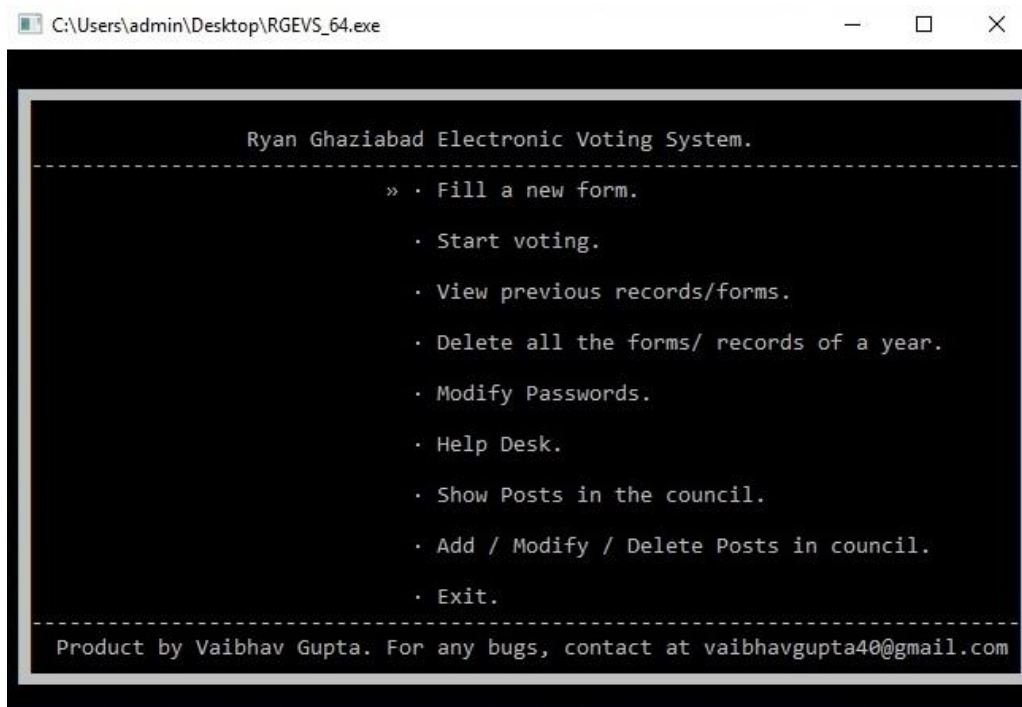 C:\Users\admin\Desktop\RGEVS_64.exe
Ryan Ghaziabad Electronic Voting System.
» · Fill a new form.
· Start voting.
· View previous records/forms.
· Delete all the forms/ records of a year.
· Modify Passwords.
· Help Desk.
· Show Posts in the council.
· Add / Modify / Delete Posts in council.
· Exit.
Product by Vaibhav Gupta. For any bugs, contact at vaibhavgupta40@gmail.com